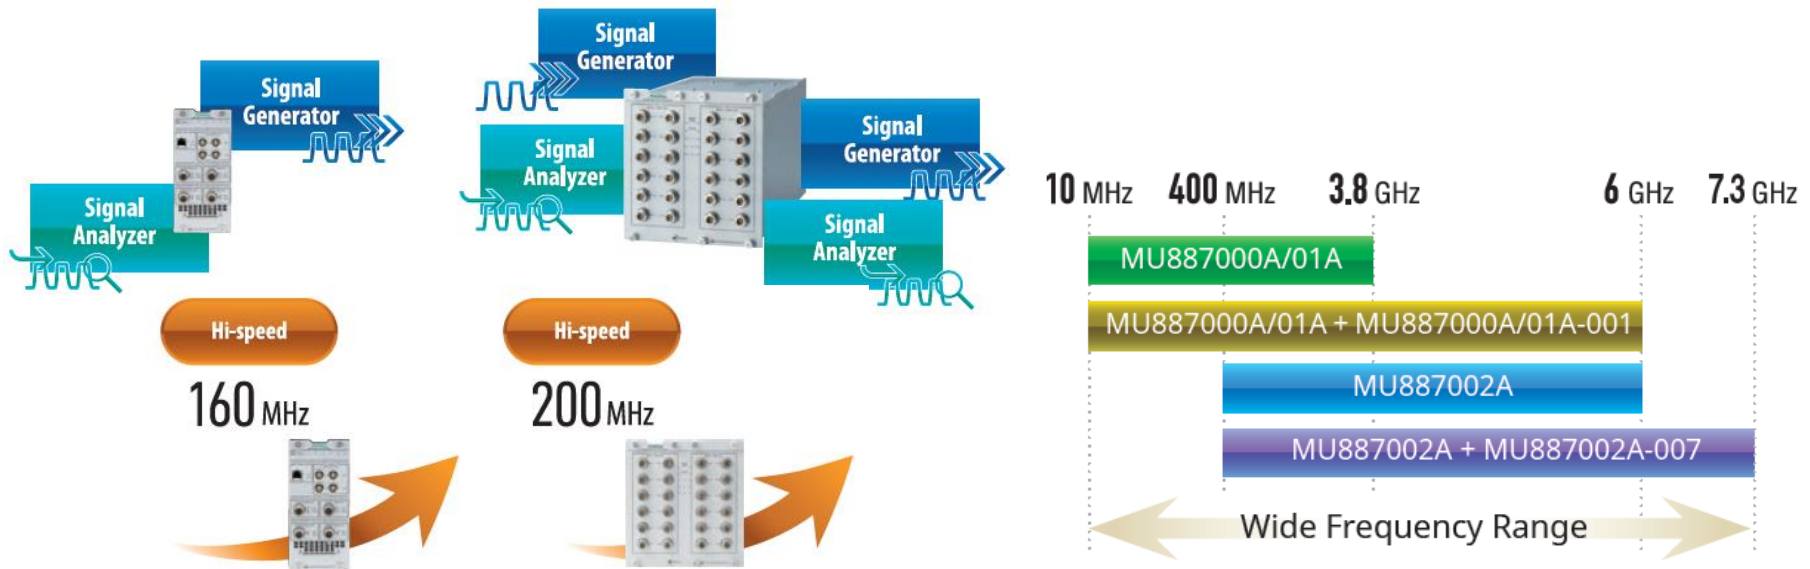 Signal
Generator
Signal
Analyzer
Hi-speed
160 MHz
Signal
Generator
Signal
Analyzer
Signal
Generator
Signal
Analyzer
Hi-speed
200 MHz
10 MHz 400 MHz 3.8 GHz 6 GHz 7.3 GHz
MU887000A/01A
MU887000A/01A + MU887000A/01A-001
MU887002A
MU887002A + MU887002A-007
Wide Frequency Range